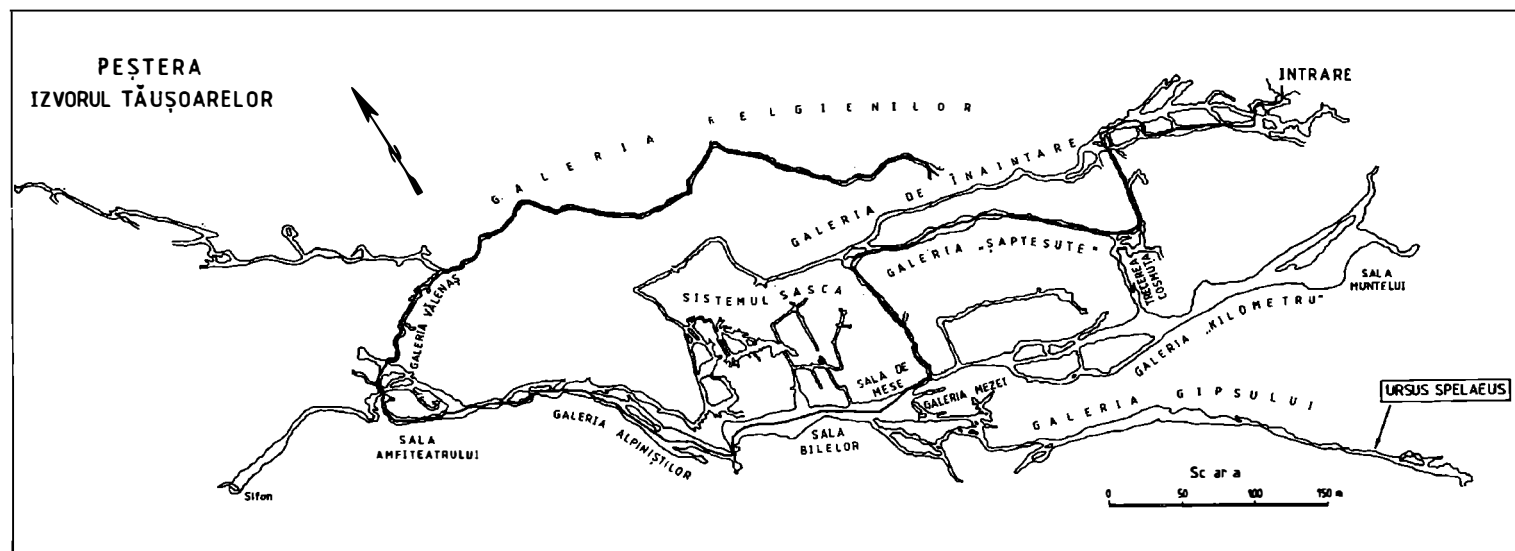 PEȘTERA
IZVORUL TĂUȘOARELOR
INTRARE
GALERIA BELGIENILOR
GALERIA DE ÎNAINTARE
GALERIA „ȘAPTESUTE"
TRECEREA
COȘMUȚA
SALA
MUNTELUI
GALERIA „KILOMETRU"
GALERIA VĂLENAȘ
SISTEMUL SASCA
SALA DE
MESE
GALERIA MEZEI
GALERIA GIPSULUI
URSUS SPELAEUS
SALA
AMFITEATRULUI
GALERIA ALPINIȘTILOR
SALA
BILELOR
Sifon
Scara
0 50 100 150 m